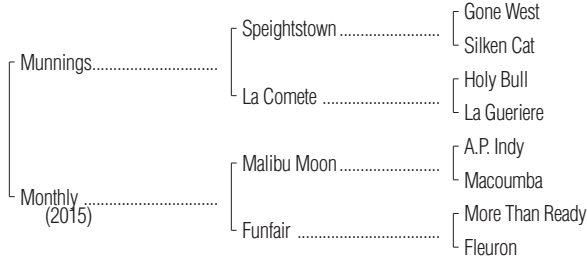 Gone West
Speightstown ....................
Silken Cat
Munnings.........................
Holy Bull
La Comete .......................
La Gueriere
A.P. Indy
Malibu Moon ....................
Macoumba
Monthly ..........................
(2015)
More Than Ready
Funfair ............................
Fleuron